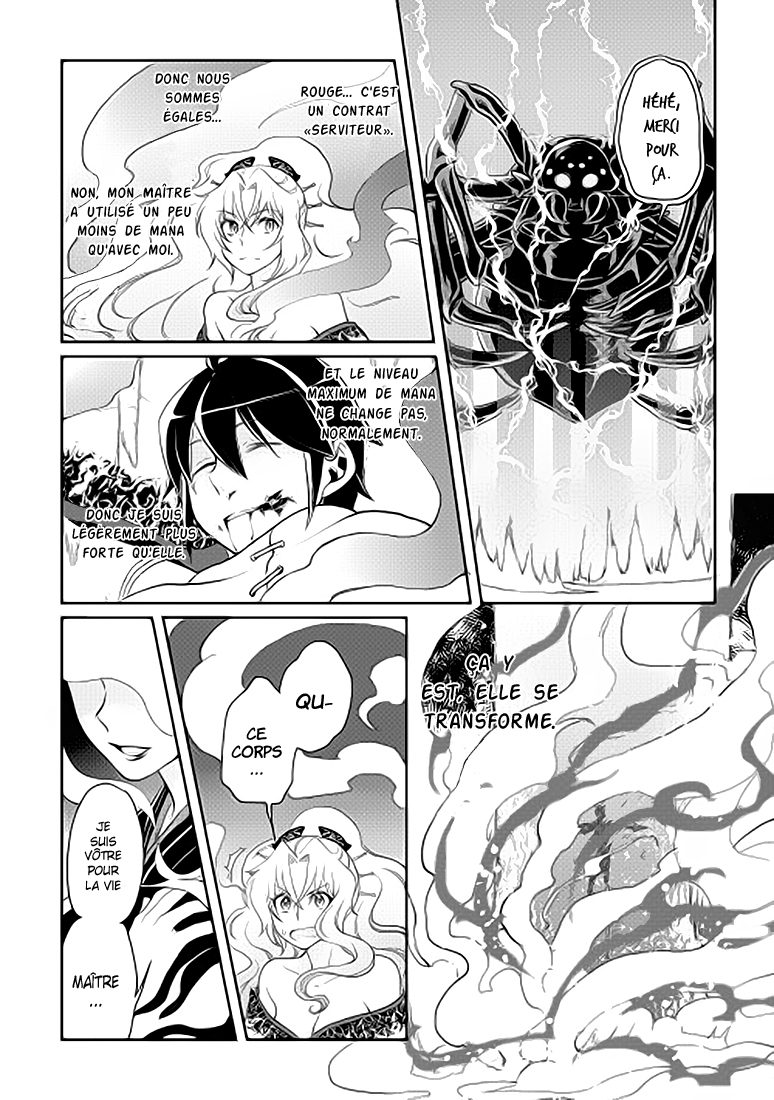 HÉHÉ,
MERCI
POUR
ÇA.
ROUGE... C'EST
UN CONTRAT
«SERVITEUR».
DONC NOUS
SOMMES
ÉGALES...
NON, MON MAÎTRE
A UTILISÉ UN PEU
MOINS DE MANA
QU'AVEC MOI.
ET LE NIVEAU
MAXIMUM DE MANA
NE CHANGE PAS,
NORMALEMENT.
DONC JE SUIS
LÉGÈREMENT PLUS
FORTE QU'ELLE.
ÇA Y
EST, ELLE SE
TRANSFORME.
QU-
CE
CORPS
...
JE
SUIS
VÔTRE
POUR
LA VIE
MAÎTRE
...